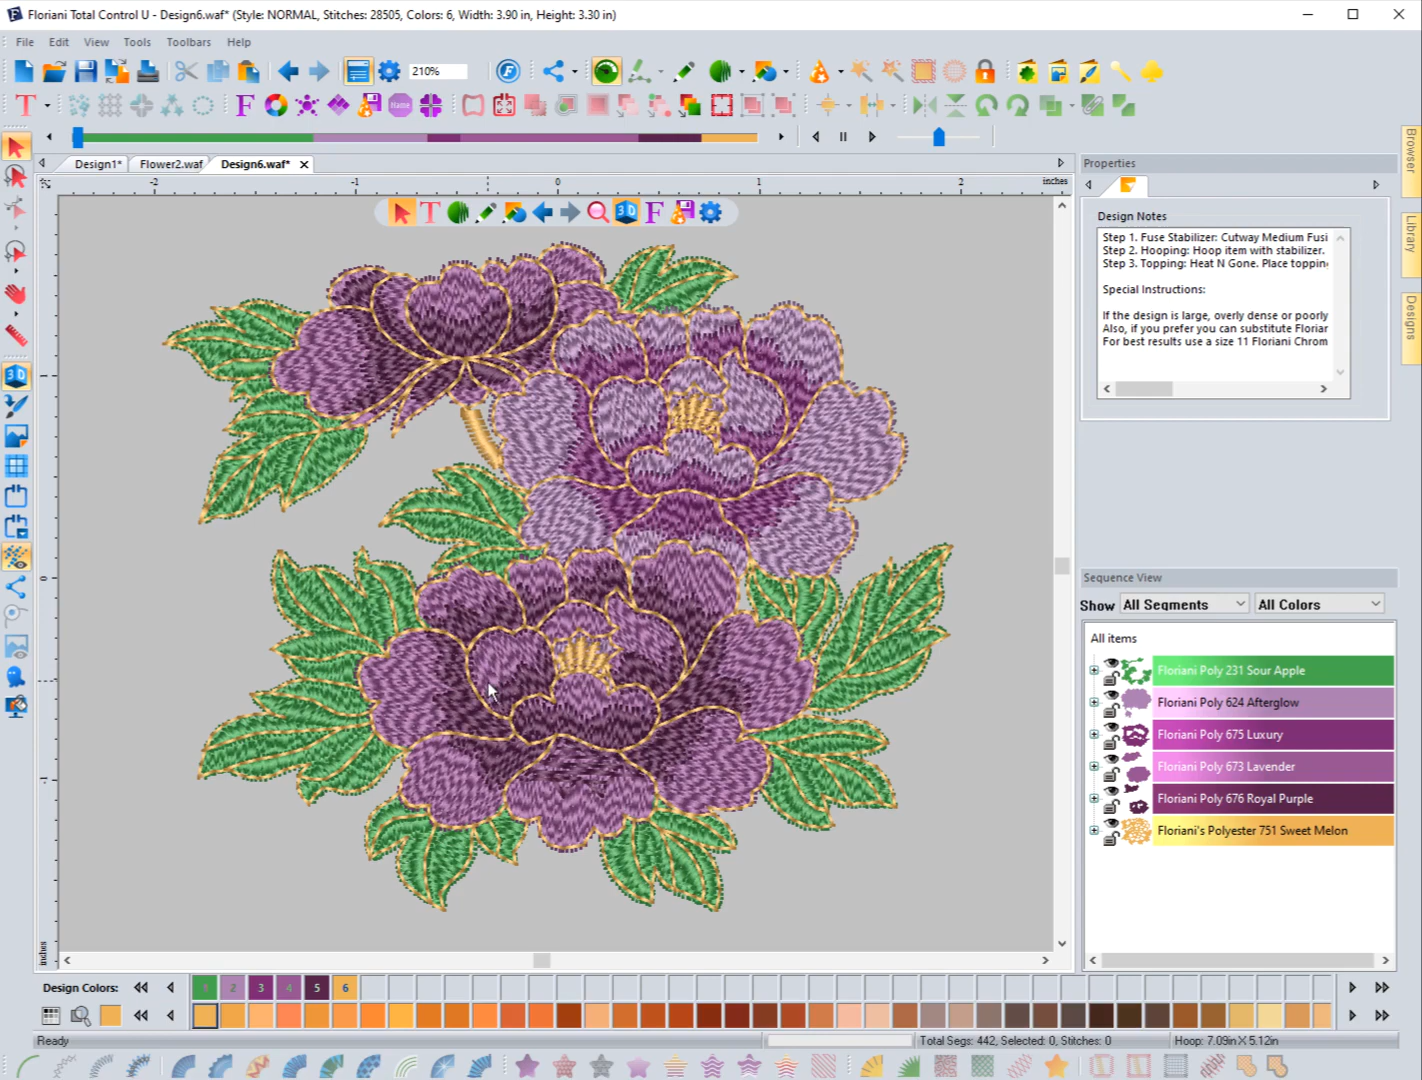 Floriani Total Control U - Design6.waf* (Style: NORMAL, Stitches: 28505, Colors: 6, Width: 3.90 in, Height: 3.30 in)
File Edit View Tools Toolbars Help
210%
Name
Design1* Flower2.waf Design6.waf*
Properties
Browser
Library
Designs
-2 -1 0 1 2 inches
3D
Design Notes
Step 1. Fuse Stabilizer: Cutway Medium Fusi
Step 2. Hooping: Hoop item with stabilizer.
Step 3. Topping: Heat N Gone. Place toppin
Special Instructions:
If the design is large, overly dense or poorly
Also, if you prefer you can substitute Floriar
For best results use a size 11 Floriani Chrom
3D
1
0
-1
inches
Sequence View
Show All Segments All Colors
All items
Floriani Poly 231 Sour Apple
Floriani Poly 624 Afterglow
Floriani Poly 675 Luxury
Floriani Poly 673 Lavender
Floriani Poly 676 Royal Purple
Floriani's Polyester 751 Sweet Melon
Design Colors: 2 3 4 5 6
Ready
Total Segs: 442, Selected: 0, Stitches: 0
Hoop: 7.09in X 5.12in